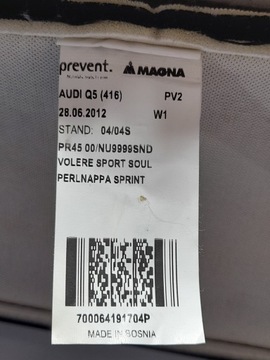 prevent. MAGNA
AUDI Q5 (416) PV2
28.06.2012 W1
STAND: 04/04S
PR45 00/NU9999SND
VOLERE SPORT SOUL
PERLNAPPA SPRINT
700064191704P
MADE IN BOSNIA